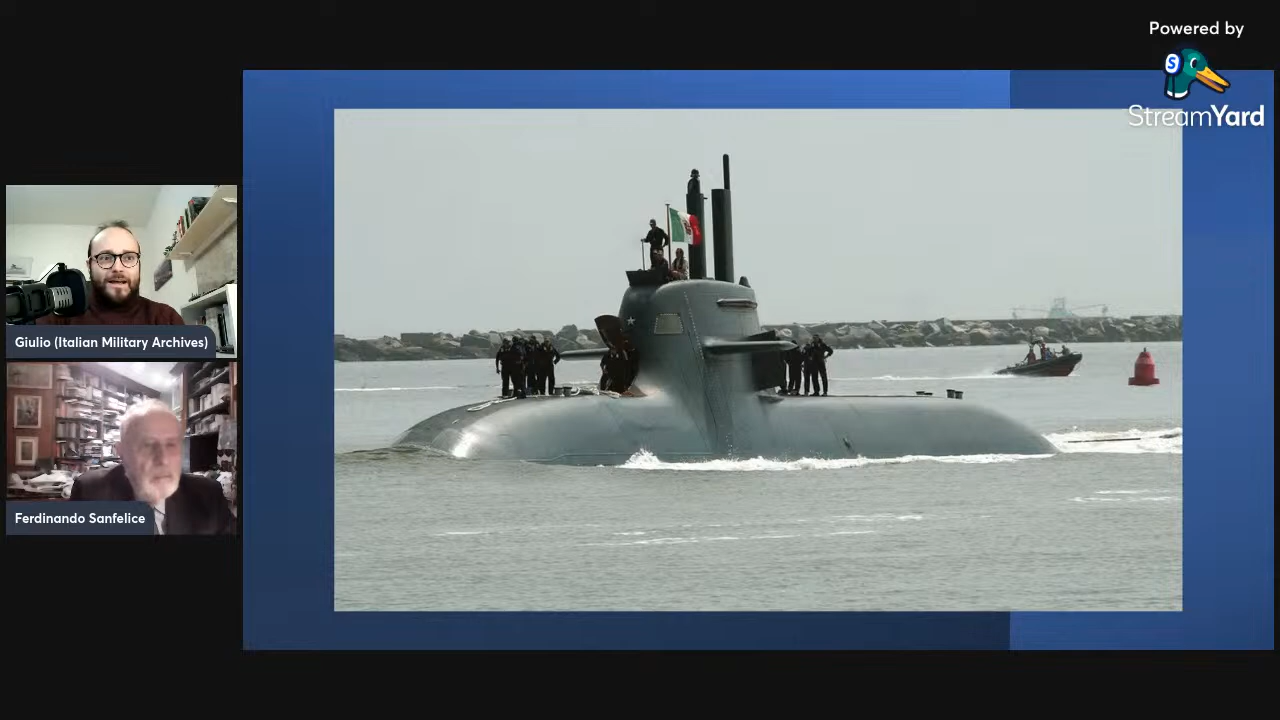 Powered by
S
StreamYard
Giulio (Italian Military Archives)
Ferdinando Sanfelice